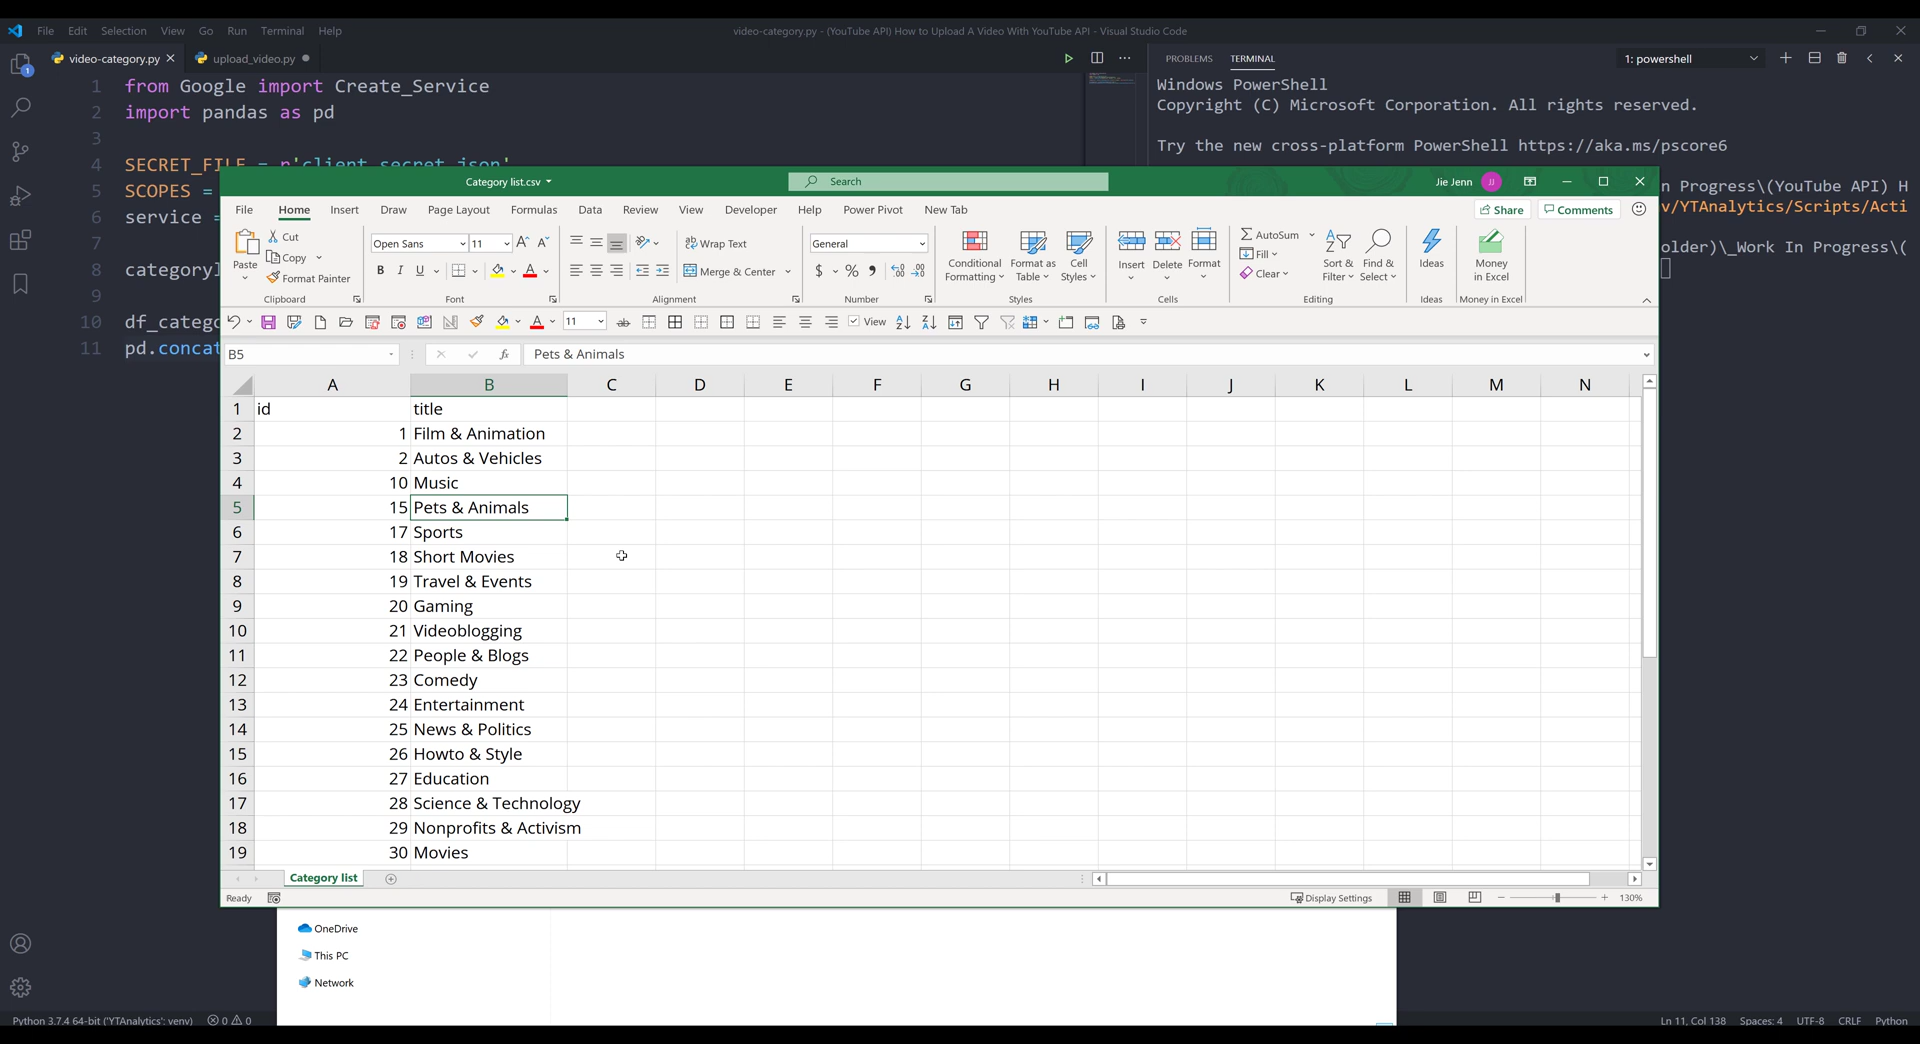 File Edit Selection View Go Run Terminal Help
video-category.py - (YouTube API) How to Upload A Video With YouTube API - Visual Studio Code
video-category.py
upload_video.py
PROBLEMS TERMINAL
1: powershell
1 from Google import Create_Service
2 import pandas as pd
3
4 SECRET_FILE = r'client_secret.json'
5 SCOPES =
6 service =
7
8
9
10 df_catego
11 pd.concat
Windows PowerShell
Copyright (C) Microsoft Corporation. All rights reserved.
Try the new cross-platform PowerShell https://aka.ms/pscore6
n Progress\(YouTube API) H
v/YTAnalytics/Scripts/Acti
older)\_Work In Progress\(
Category list.csv
Search
Jie Jenn
JJ
File Home Insert Draw Page Layout Formulas Data Review View Developer Help Power Pivot New Tab
Share
Comments
Paste
Cut
Copy
Format Painter
Clipboard
Open Sans 11
B I U
Font
Wrap Text
Merge & Center
Alignment
General
$ % ,
Number
Conditional Formatting
Format as Table
Cell Styles
Styles
Insert Delete Format
Cells
AutoSum
Fill
Clear
Sort & Filter
Find & Select
Editing
Ideas
Ideas
Money in Excel
Money in Excel
11
View
B5
fx
Pets & Animals
A B C D E F G H I J K L M N
1 id title
2 1 Film & Animation
3 2 Autos & Vehicles
4 10 Music
5 15 Pets & Animals
6 17 Sports
7 18 Short Movies
8 19 Travel & Events
9 20 Gaming
10 21 Videoblogging
11 22 People & Blogs
12 23 Comedy
13 24 Entertainment
14 25 News & Politics
15 26 Howto & Style
16 27 Education
17 28 Science & Technology
18 29 Nonprofits & Activism
19 30 Movies
Category list
Ready
Display Settings
130%
OneDrive
This PC
Network
Python 3.7.4 64-bit ('YTAnalytics': venv) 0 0
Ln 11, Col 138 Spaces: 4 UTF-8 CRLF Python